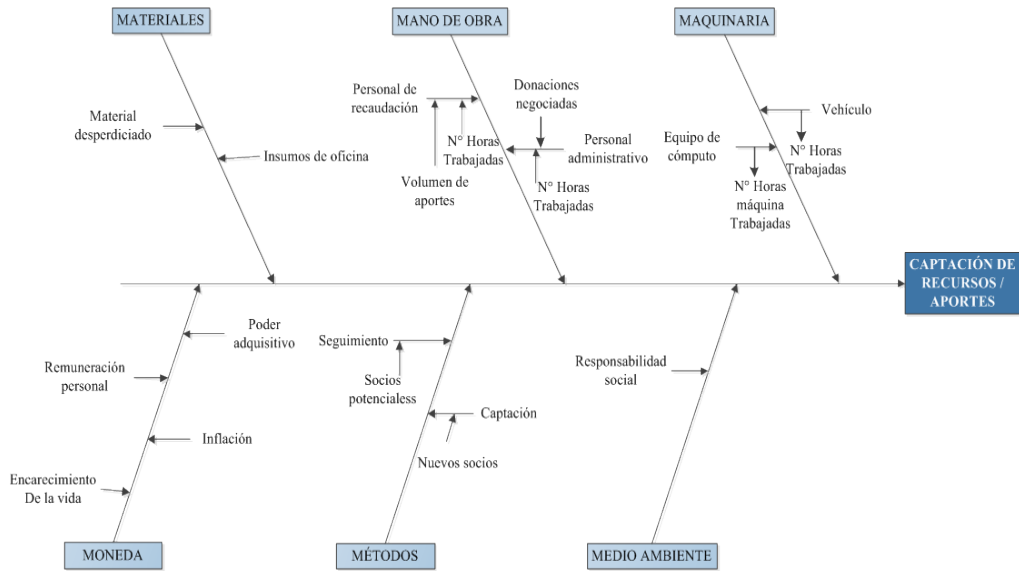 MATERIALES
MANO DE OBRA
MAQUINARIA
Material
desperdiciado
Insumos de oficina
Personal de
recaudación
N° Horas
Trabajadas
Volumen de
aportes
Donaciones
negociadas
Personal
administrativo
N° Horas
Trabajadas
Vehículo
N° Horas
Trabajadas
Equipo de
cómputo
N° Horas
máquina
Trabajadas
CAPTACIÓN DE
RECURSOS /
APORTES
Poder
adquisitivo
Remuneración
personal
Inflación
Encarecimiento
De la vida
Seguimiento
Socios
potencialess
Captación
Nuevos socios
Responsabilidad
social
MONEDA
MÉTODOS
MEDIO AMBIENTE